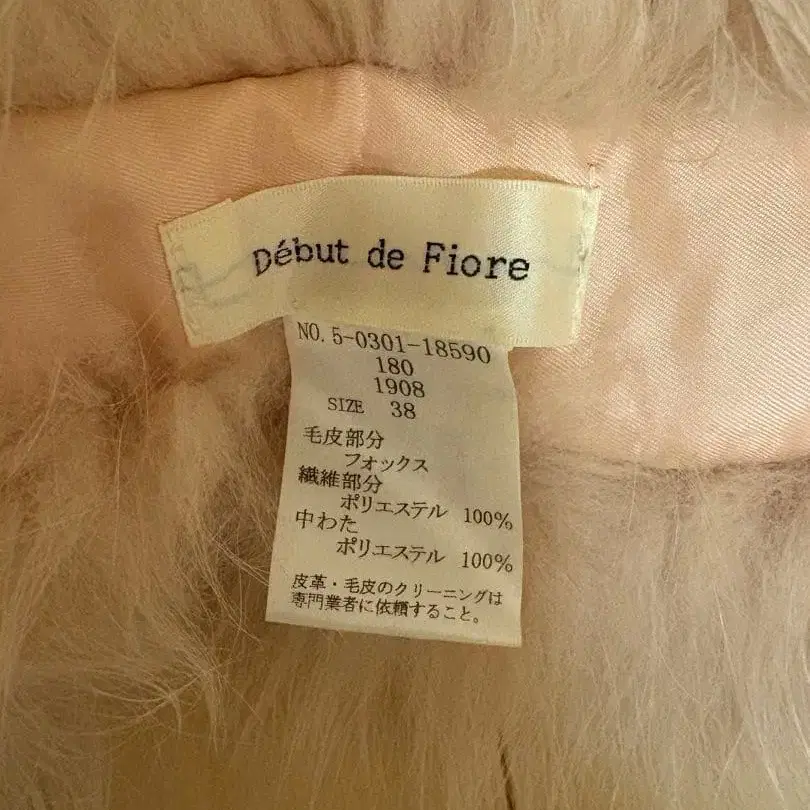 Début de Fiore
NO. 5-0301-18590
180
1908
SIZE 38
毛皮部分
フォックス
繊維部分
ポリエステル 100%
中わた
ポリエステル 100%
皮革・毛皮のクリーニングは
専門業者に依頼すること。